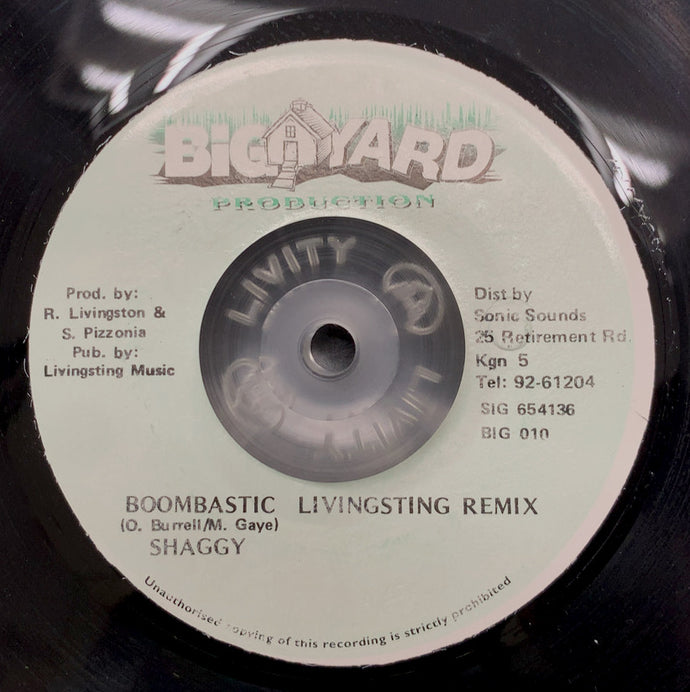 BiG YARD
PRODUCTION
LIVITY
LIVITY
Prod. by:
R. Livingston &
S. Pizzonia
Pub. by:
Livingsting Music
Dist by
Sonic Sounds
25 Retirement Rd.
Kgn 5
Tel: 92-61204
SIG 654136
BIG 010
BOOMBASTIC LIVINGSTING REMIX
(O. Burrell/M. Gaye)
SHAGGY
Unauthorised copying of this recording is strictly prohibited